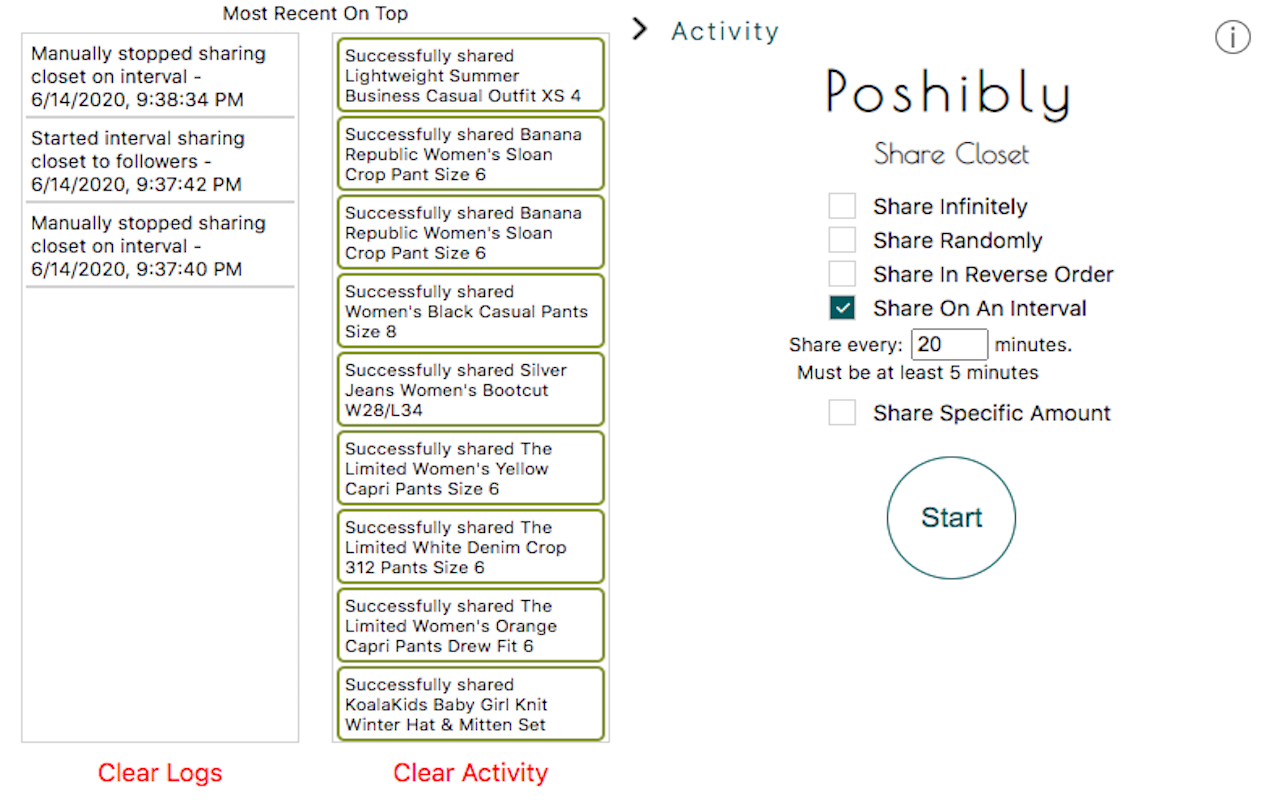 Most Recent On Top
Manually stopped sharing
closet on interval -
6/14/2020, 9:38:34 PM
Started interval sharing
closet to followers -
6/14/2020, 9:37:42 PM
Manually stopped sharing
closet on interval -
6/14/2020, 9:37:40 PM
Clear Logs
Successfully shared
Lightweight Summer
Business Casual Outfit XS 4
Successfully shared Banana
Republic Women's Sloan
Crop Pant Size 6
Successfully shared Banana
Republic Women's Sloan
Crop Pant Size 6
Successfully shared
Women's Black Casual Pants
Size 8
Successfully shared Silver
Jeans Women's Bootcut
W28/L34
Successfully shared The
Limited Women's Yellow
Capri Pants Size 6
Successfully shared The
Limited White Denim Crop
312 Pants Size 6
Successfully shared The
Limited Women's Orange
Capri Pants Drew Fit 6
Successfully shared
KoalaKids Baby Girl Knit
Winter Hat & Mitten Set
Clear Activity
Activity
Poshibly
Share Closet
Share Infinitely
Share Randomly
Share In Reverse Order
Share On An Interval
Share every: 20 minutes.
Must be at least 5 minutes
Share Specific Amount
Start